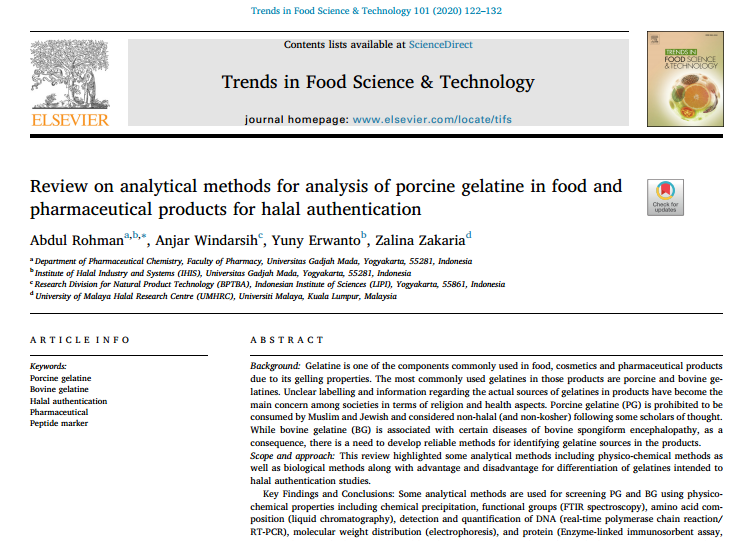 Trends in Food Science & Technology 101 (2020) 122–132
Contents lists available at ScienceDirect
Trends in Food Science & Technology
journal homepage: www.elsevier.com/locate/tifs
ELSEVIER
TRENDS IN
FOOD SCIENCE
& TECHNOLOGY
Review on analytical methods for analysis of porcine gelatine in food and
pharmaceutical products for halal authentication
Check for
updates
Abdul Rohmanᵃ,ᵇ,*, Anjar Windarsihᶜ, Yuny Erwantoᵇ, Zalina Zakariaᵈ
ᵃ Department of Pharmaceutical Chemistry, Faculty of Pharmacy, Universitas Gadjah Mada, Yogyakarta, 55281, Indonesia
ᵇ Institute of Halal Industry and Systems (IHIS), Universitas Gadjah Mada, Yogyakarta, 55281, Indonesia
ᶜ Research Division for Natural Product Technology (BPTBA), Indonesian Institute of Sciences (LIPI), Yogyakarta, 55861, Indonesia
ᵈ University of Malaya Halal Research Centre (UMHRC), Universiti Malaya, Kuala Lumpur, Malaysia
ARTICLE INFO
Keywords:
Porcine gelatine
Bovine gelatine
Halal authentication
Pharmaceutical
Peptide marker
ABSTRACT
Background: Gelatine is one of the components commonly used in food, cosmetics and pharmaceutical products
due to its gelling properties. The most commonly used gelatines in those products are porcine and bovine ge-
latines. Unclear labelling and information regarding the actual sources of gelatines in products have become the
main concern among societies in terms of religion and health aspects. Porcine gelatine (PG) is prohibited to be
consumed by Muslim and Jewish and considered non-halal (and non-kosher) following some scholars of thought.
While bovine gelatine (BG) is associated with certain diseases of bovine spongiform encephalopathy, as a
consequence, there is a need to develop reliable methods for identifying gelatine sources in the products.
Scope and approach: This review highlighted some analytical methods including physico-chemical methods as
well as biological methods along with advantage and disadvantage for differentiation of gelatines intended to
halal authentication studies.
Key Findings and Conclusions: Some analytical methods are used for screening PG and BG using physico-
chemical properties including chemical precipitation, functional groups (FTIR spectroscopy), amino acid com-
position (liquid chromatography), detection and quantification of DNA (real-time polymerase chain reaction/
RT-PCR), molecular weight distribution (electrophoresis), and protein (Enzyme-linked immunosorbent assay,